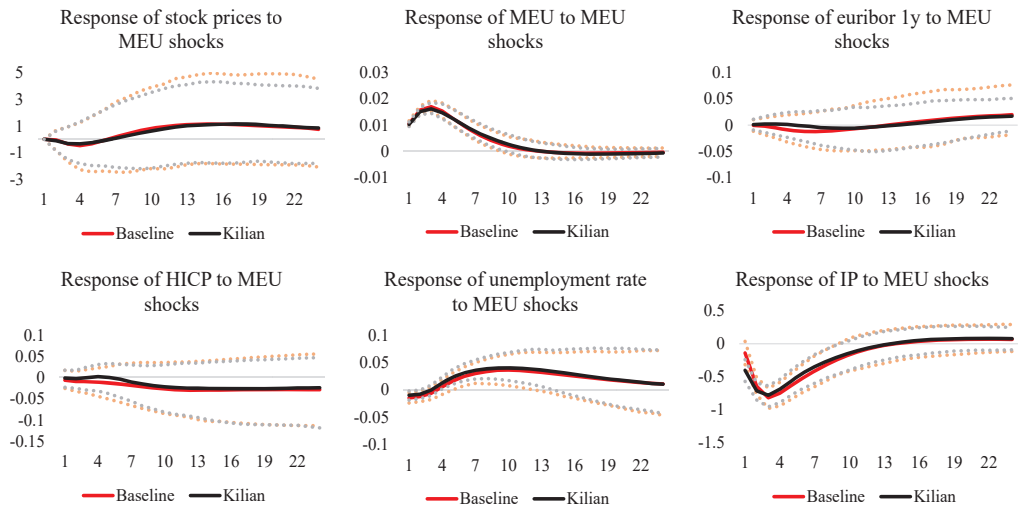 Response of stock prices to
MEU shocks
5
3
1
-1
-3
1 4 7 10 13 16 19 22
Baseline Kilian
Response of MEU to MEU
shocks
0.03
0.02
0.01
0
-0.01
1 4 7 10 13 16 19 22
Baseline Kilian
Response of euribor 1y to MEU
shocks
0.1
0.05
0
-0.05
-0.1
1 4 7 10 13 16 19 22
Baseline Kilian
Response of HICP to MEU
shocks
0.1
0.05
0
-0.05
-0.1
-0.15
1 4 7 10 13 16 19 22
Baseline Kilian
Response of unemployment rate
to MEU shocks
0.1
0.05
0
-0.05
-0.1
1 4 7 10 13 16 19 22
Baseline Kilian
Response of IP to MEU shocks
0.5
0
-0.5
-1
-1.5
1 4 7 10 13 16 19 22
Baseline Kilian